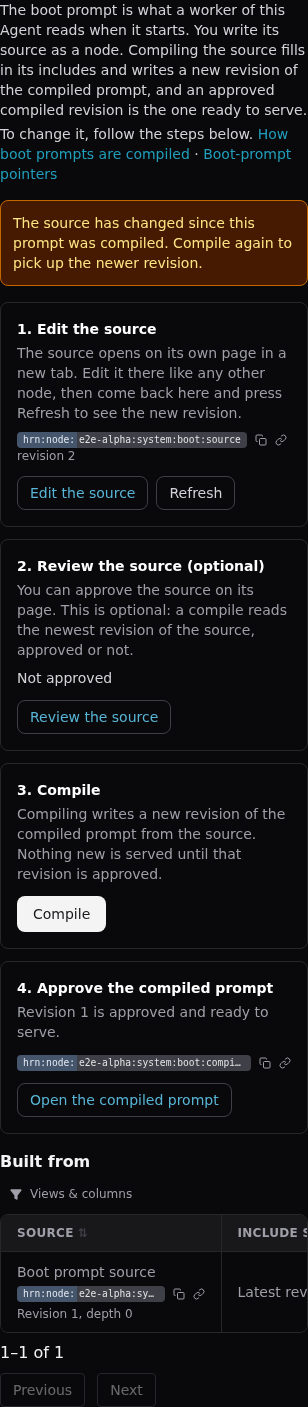 The boot prompt is what a worker of this
Agent reads when it starts. You write its
source as a node. Compiling the source fills
in its includes and writes a new revision of
the compiled prompt, and an approved
compiled revision is the one ready to serve.
To change it, follow the steps below. How
boot prompts are compiled · Boot-prompt
pointers
The source has changed since this
prompt was compiled. Compile again to
pick up the newer revision.
1. Edit the source
The source opens on its own page in a
new tab. Edit it there like any other
node, then come back here and press
Refresh to see the new revision.
hrn:node: e2e-alpha:system:boot:source
revision 2
Edit the source Refresh
2. Review the source (optional)
You can approve the source on its
page. This is optional: a compile reads
the newest revision of the source,
approved or not.
Not approved
Review the source
3. Compile
Compiling writes a new revision of the
compiled prompt from the source.
Nothing new is served until that
revision is approved.
Compile
4. Approve the compiled prompt
Revision 1 is approved and ready to
serve.
hrn:node: e2e-alpha:system:boot:compi…
Open the compiled prompt
Built from
Views & columns
SOURCE ⇅ INCLUDE S
Boot prompt source
hrn:node: e2e-alpha:sy… Latest rev
Revision 1, depth 0
1–1 of 1
Previous Next